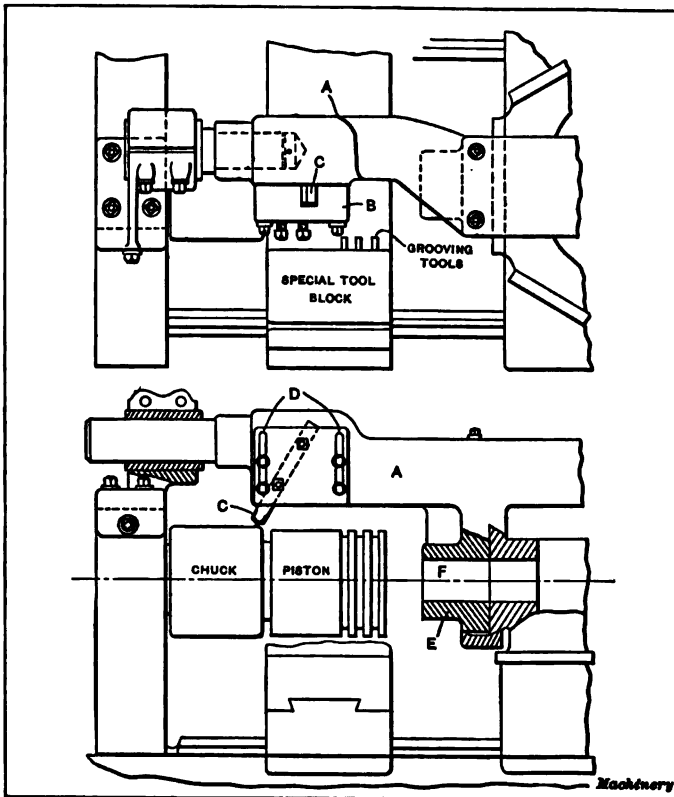 A
C
B
GROOVING
TOOLS
SPECIAL TOOL
BLOCK
D
A
C
CHUCK
PISTON
F
E
Machinery